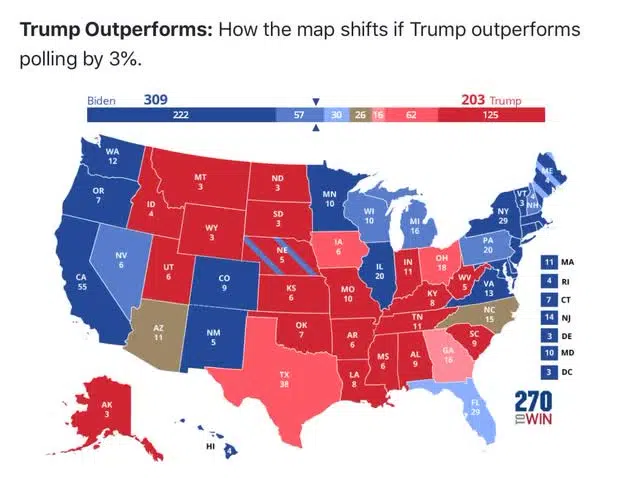 Trump Outperforms: How the map shifts if Trump outperforms
polling by 3%.
Biden 309
203 Trump
222 57 30 26 16 62 125
WA
12
OR
7
CA
55
NV
6
ID
4
MT
3
WY
3
UT
6
AZ
11
CO
9
NM
5
ND
3
SD
3
NE
5
KS
6
OK
7
TX
38
MN
10
IA
6
MO
10
AR
6
LA
8
WI
10
IL
20
MI
16
IN
11
OH
18
KY
8
TN
11
MS
6
AL
9
GA
16
FL
29
SC
9
NC
15
VA
13
WV
5
PA
20
NY
29
VT
3
4
NH
ME
11 MA
4 RI
7 CT
14 NJ
3 DE
10 MD
3 DC
AK
3
HI 4
270
TO WIN